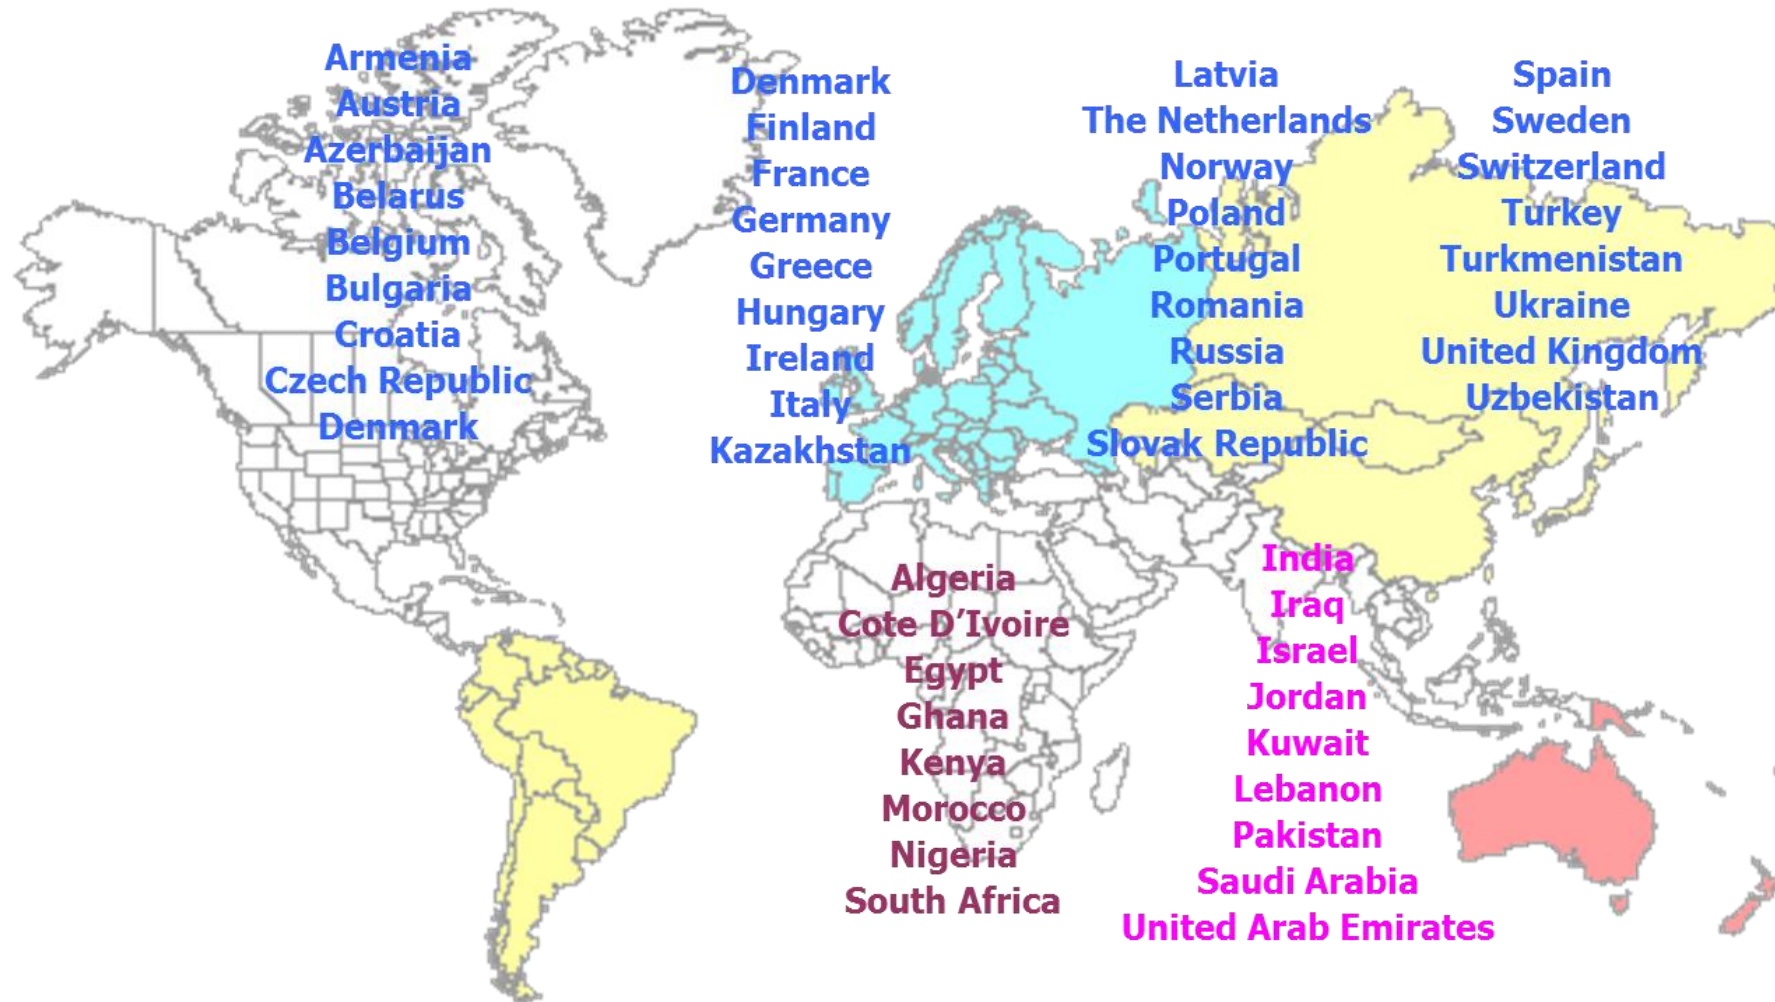 Armenia
Austria
Azerbaijan
Belarus
Belgium
Bulgaria
Croatia
Czech Republic
Denmark
Denmark
Finland
France
Germany
Greece
Hungary
Ireland
Italy
Kazakhstan
Latvia
The Netherlands
Norway
Poland
Portugal
Romania
Russia
Serbia
Slovak Republic
Spain
Sweden
Switzerland
Turkey
Turkmenistan
Ukraine
United Kingdom
Uzbekistan
Algeria
Cote D’Ivoire
Egypt
Ghana
Kenya
Morocco
Nigeria
South Africa
India
Iraq
Israel
Jordan
Kuwait
Lebanon
Pakistan
Saudi Arabia
United Arab Emirates